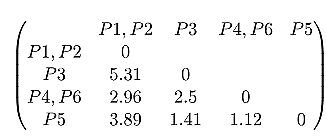 P1, P2 P3 P4, P6 P5
P1, P2 0
P3 5.31 0
P4, P6 2.96 2.5 0
P5 3.89 1.41 1.12 0